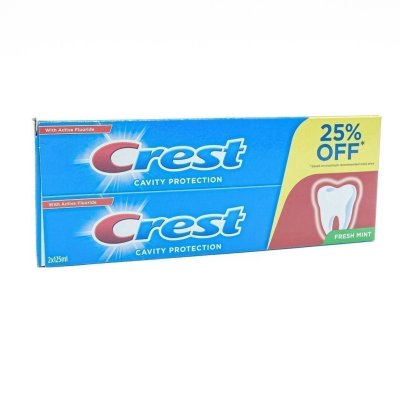 With Active Fluoride
Crest
CAVITY PROTECTION
With Active Fluoride
Crest
CAVITY PROTECTION
2x125ml
25%
OFF*
FRESH MINT